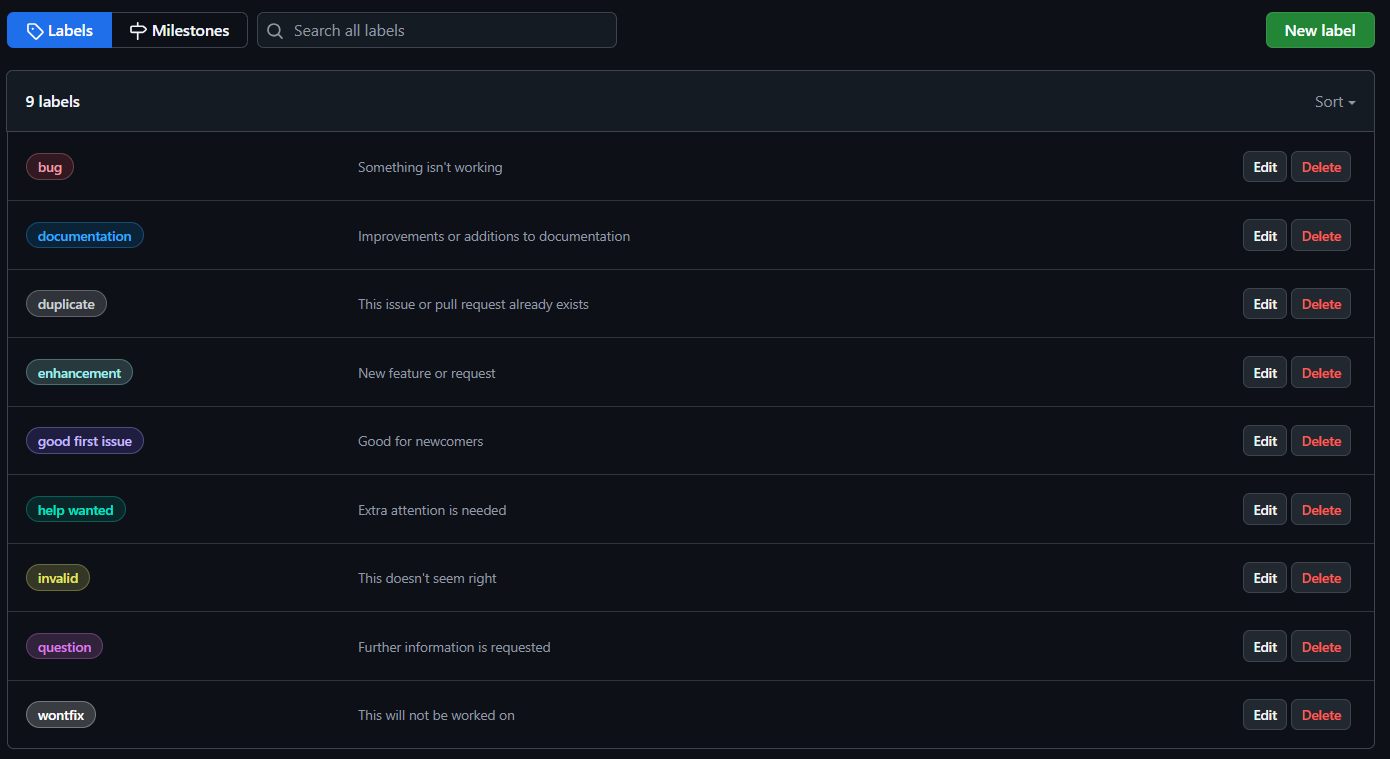 Labels Milestones Search all labels New label
9 labels Sort
bug Something isn't working Edit Delete
documentation Improvements or additions to documentation Edit Delete
duplicate This issue or pull request already exists Edit Delete
enhancement New feature or request Edit Delete
good first issue Good for newcomers Edit Delete
help wanted Extra attention is needed Edit Delete
invalid This doesn't seem right Edit Delete
question Further information is requested Edit Delete
wontfix This will not be worked on Edit Delete